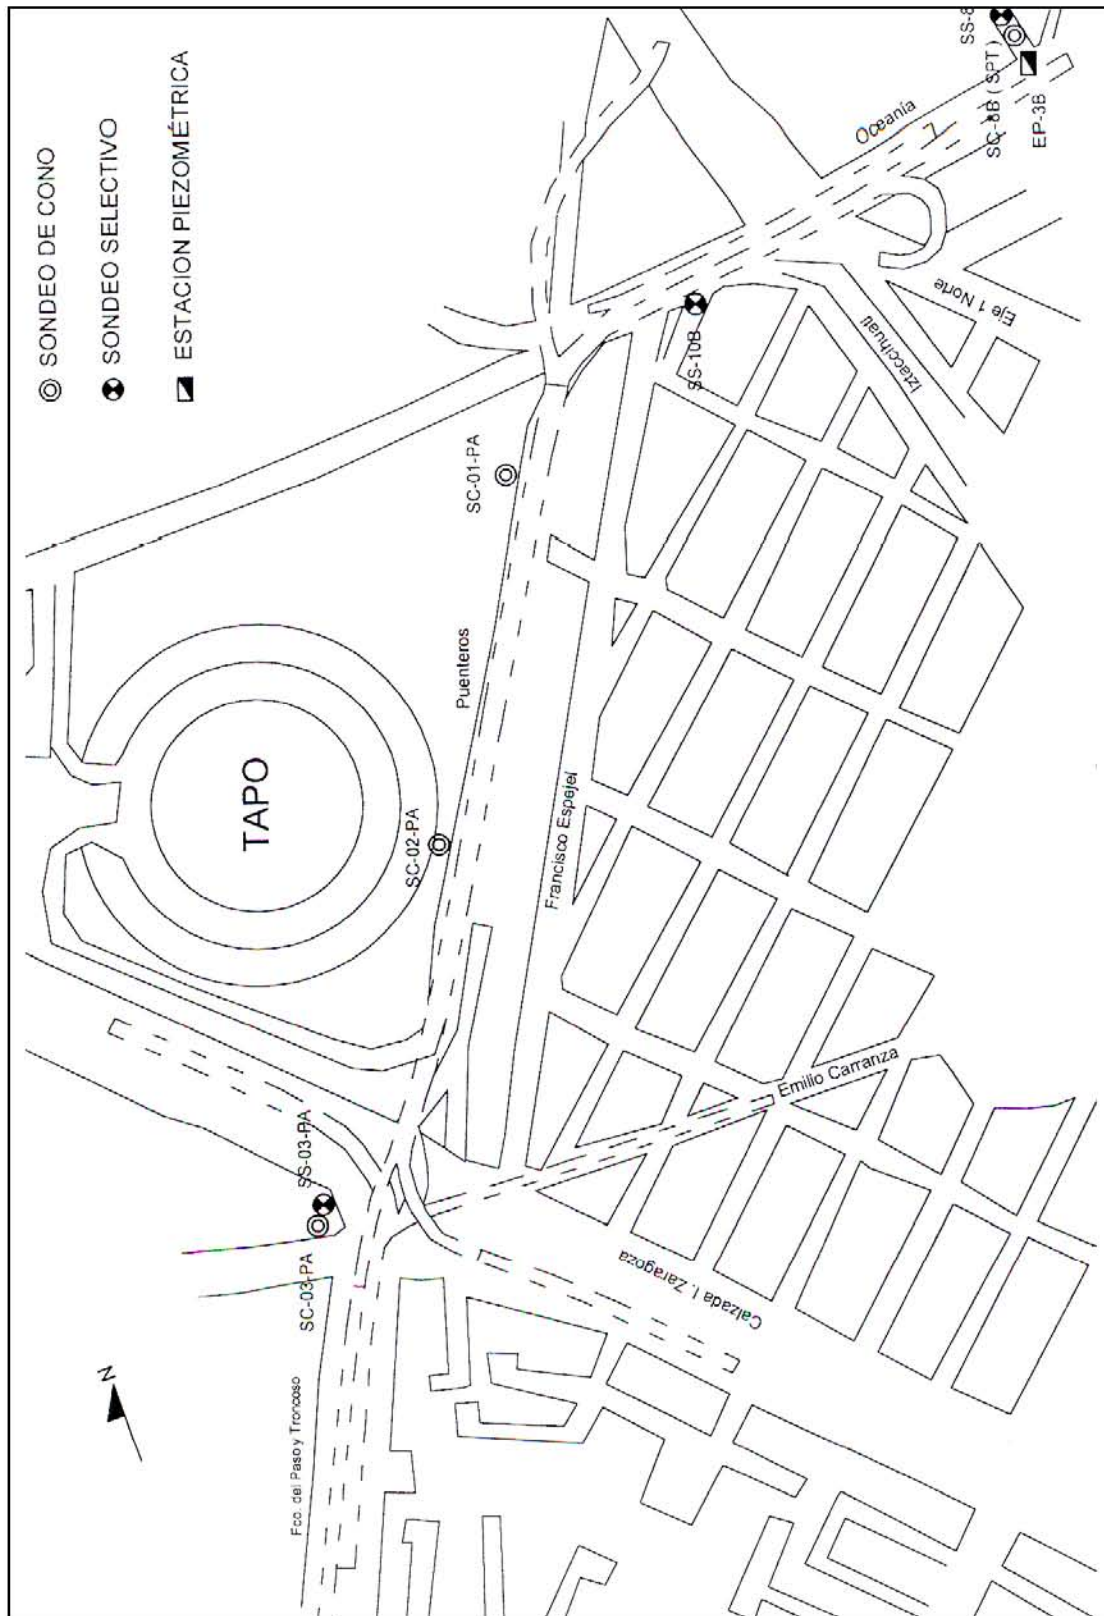 SONDEO DE CONO
SONDEO SELECTIVO
ESTACION PIEZOMÉTRICA
N
TAPO
Fco. del Paso y Troncoso
SC-03-PA
SS-03-PA
SC-02-PA
SC-01-PA
Puenteros
Francisco Espejel
Emilio Carranza
Calzada I. Zaragoza
SS-10B
Iztaccihuatl
Eje 1 Norte
Oceanía
SS-8
SC-8B ( SPT )
EP-3B